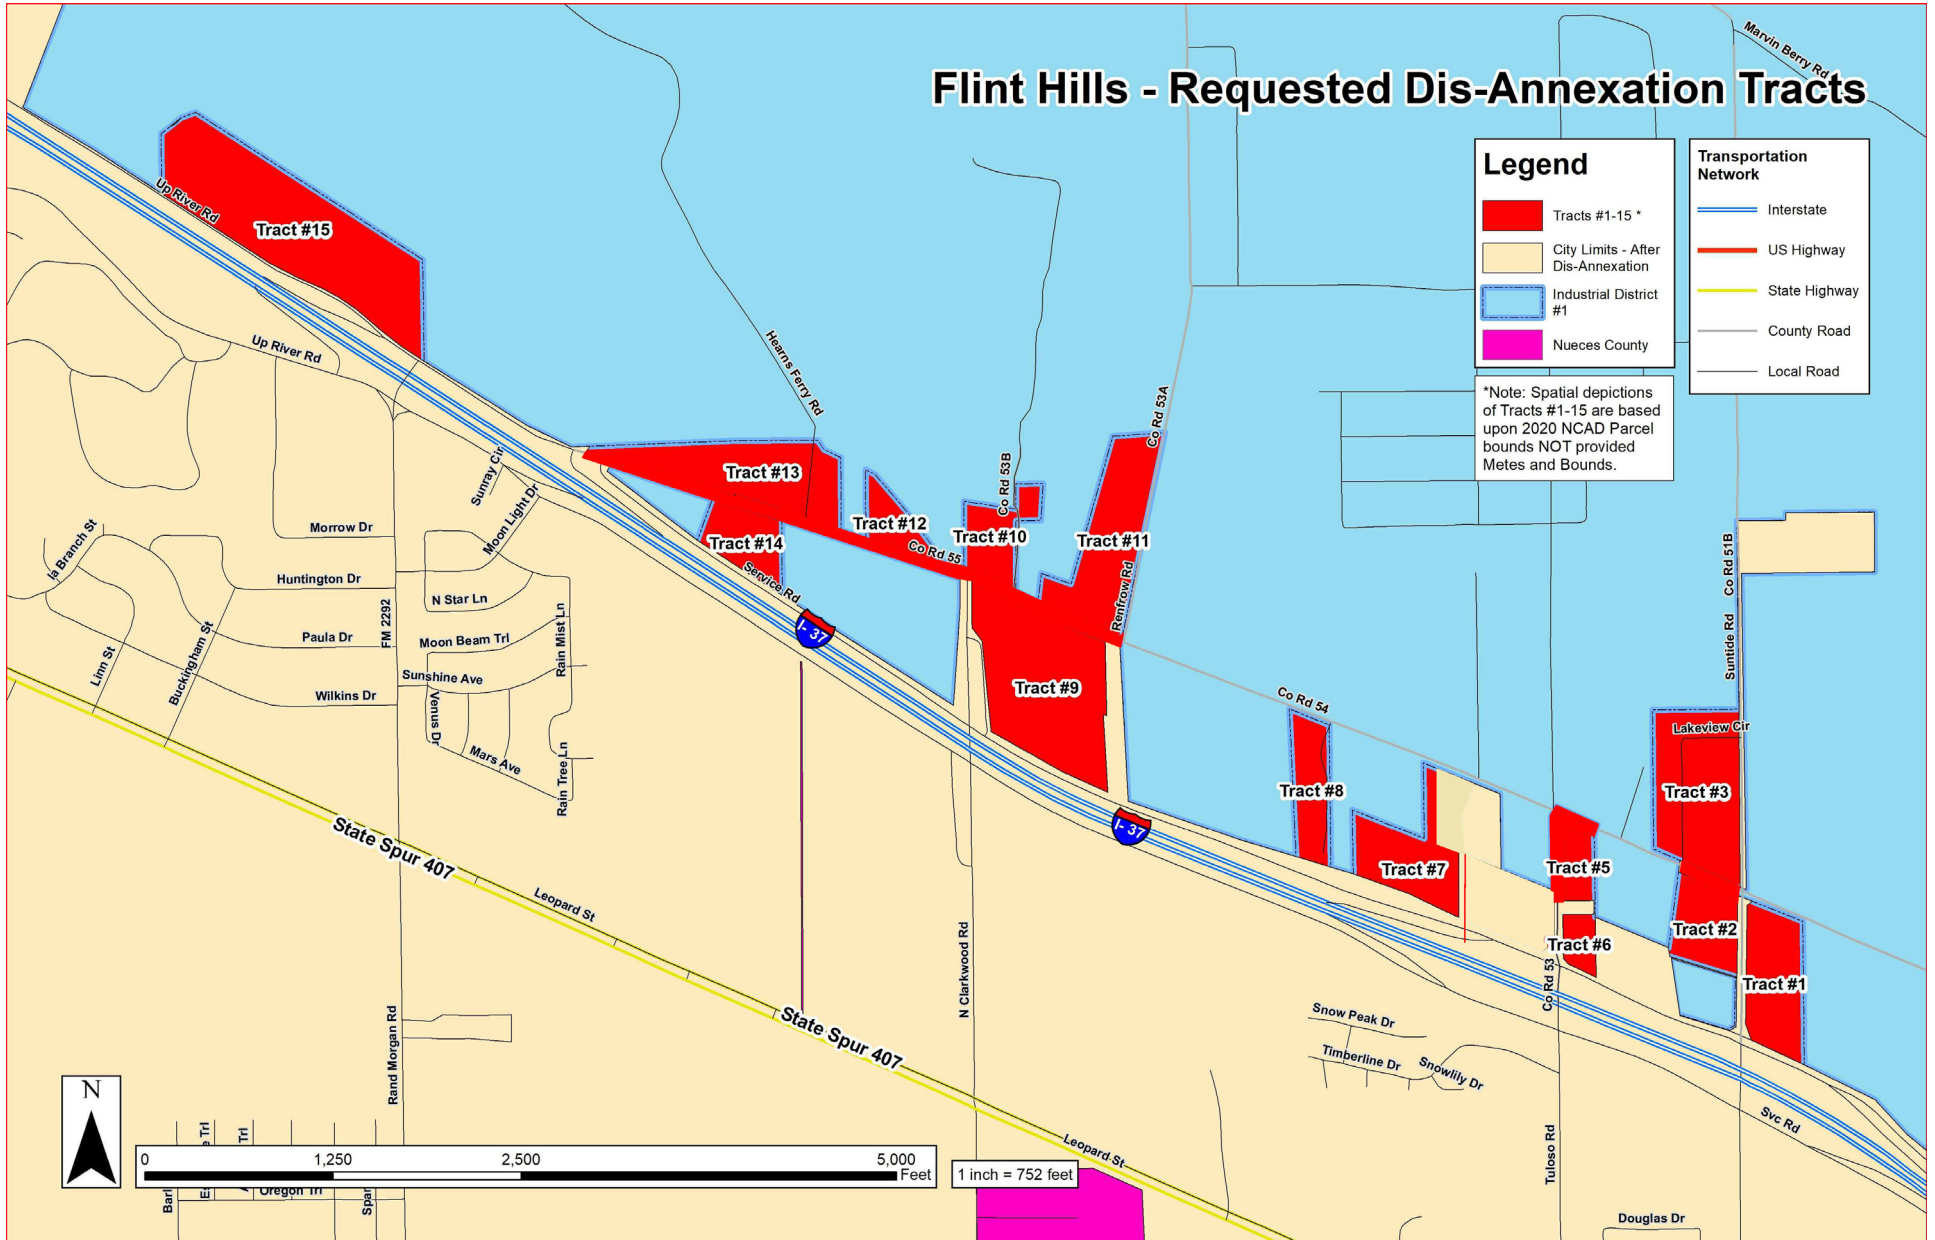 Marvin Berry Rd
Flint Hills - Requested Dis-Annexation Tracts
Legend
Tracts #1-15 *
City Limits - After
Dis-Annexation
Industrial District
#1
Nueces County
Transportation
Network
Interstate
US Highway
State Highway
County Road
Local Road
*Note: Spatial depictions
of Tracts #1-15 are based
upon 2020 NCAD Parcel
bounds NOT provided
Metes and Bounds.
Up River Rd
Tract #15
Up River Rd
Hearns Ferry Rd
Co Rd 53A
Co Rd 53B
Sunray Cir
Moon Light Dr
Tract #13
Tract #12
Tract #10
Tract #11
Tract #14
Co Rd 55
Service Rd
I-37
Renfrow Rd
Co Rd 51B
Suntide Rd
la Branch St
Morrow Dr
Huntington Dr
N Star Ln
FM 2292
Paula Dr
Moon Beam Trl
Rain Mist Ln
Linn St
Buckingham St
Sunshine Ave
Wilkins Dr
Venus Dr
Mars Ave
Rain Tree Ln
Tract #9
Co Rd 54
Lakeview Cir
Tract #8
Tract #3
I-37
Tract #7
Tract #5
Tract #2
Tract #6
Tract #1
Co Rd 53
State Spur 407
Leopard St
N Clarkwood Rd
Rand Morgan Rd
State Spur 407
Snow Peak Dr
Timberline Dr
Snowlily Dr
Svc Rd
Leopard St
Tuloso Rd
Douglas Dr
N
0
1,250
2,500
5,000
Feet
1 inch = 752 feet
Trl
Trl
Oregon Trl